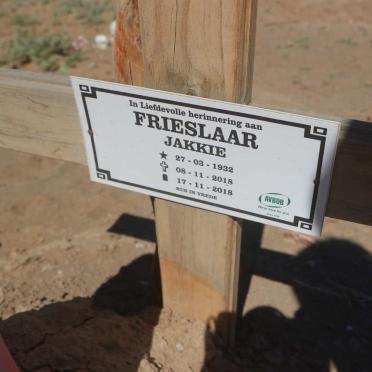 In Liefdevolle herinnering aan
FRIESLAAR
JAKKIE
27 - 03 - 1932
08 - 11 - 2018
17 - 11 - 2018
RUS IN VREDE
AVBOB